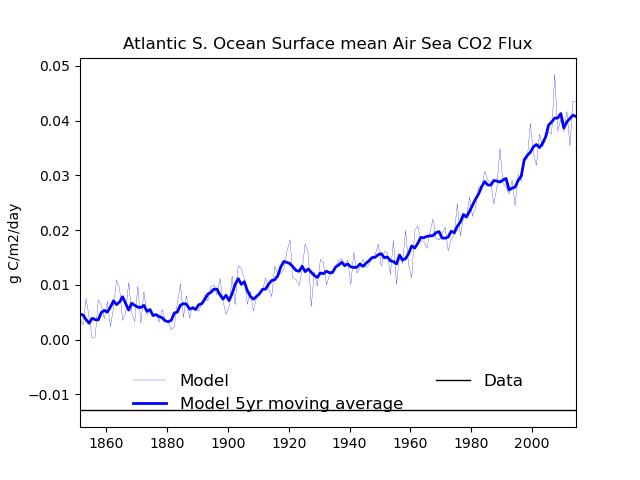 Atlantic S. Ocean Surface mean Air Sea CO2 Flux
g C/m2/day
0.05
0.04
0.03
0.02
0.01
0.00
−0.01
Model
Model 5yr moving average
Data
1860 1880 1900 1920 1940 1960 1980 2000